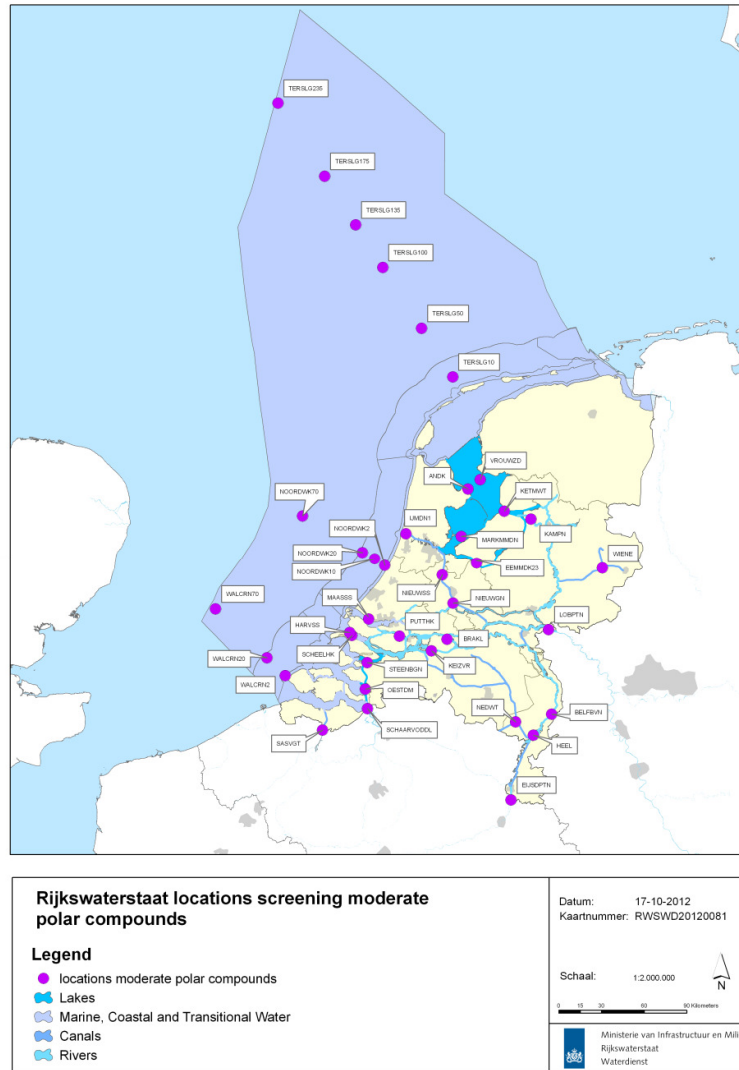 TERSLG235
TERSLG175
TERSLG135
TERSLG100
TERSLG50
TERSLG10
VROUWZD
ANDK
KETMWT
NOORDWK70
NOORDWK2
IJMDN1
KAMPN
MARKMMDN
NOORDWK20
NOORDWK10
EEMMDK23
WIENE
NIEUWSS
WALCRN70
MAASSS
NIEUWGN
LOBPTN
HARVSS
PUTTHK
BRAKL
SCHEELHK
WALCRN20
STEENBGN
KEIZVR
WALCRN2
OESTDM
NEDWT
BELFBVN
SASVGT
SCHAARVODDL
HEEL
EIJSDPTN
Rijkswaterstaat locations screening moderate
polar compounds
Legend
locations moderate polar compounds
Lakes
Marine, Coastal and Transitional Water
Canals
Rivers
Datum: 17-10-2012
Kaartnummer: RWSWD20120081
Schaal: 1:2.000.000
N
0 15 30 60 90 Kilometers
Ministerie van Infrastructuur en Mili
Rijkswaterstaat
Waterdienst